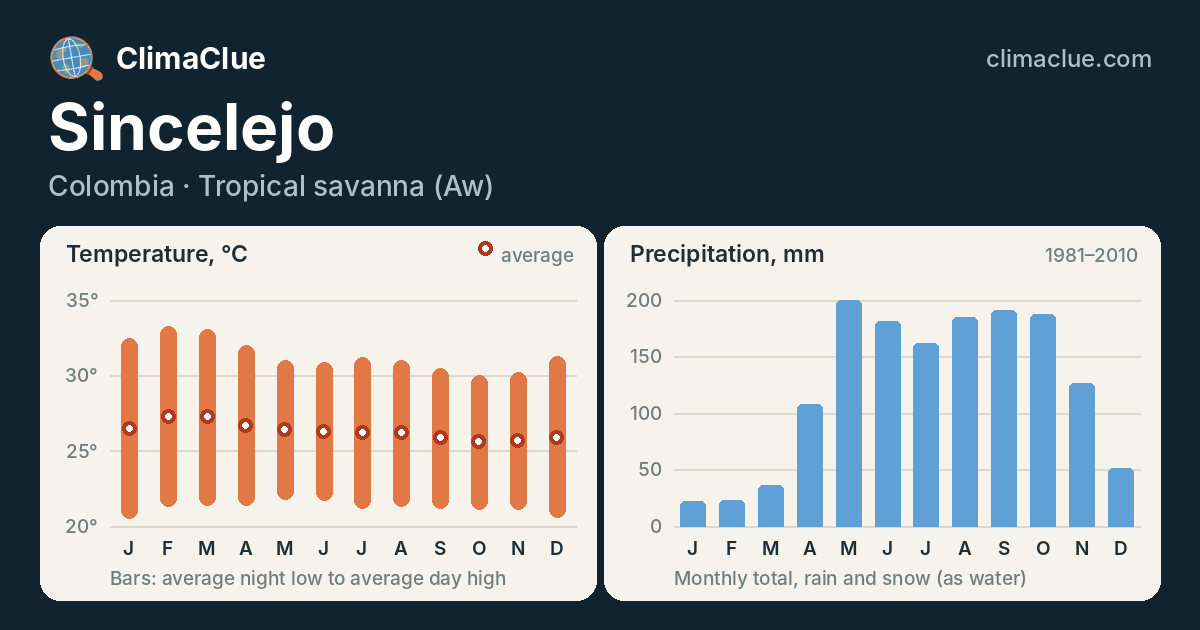 ClimaClue
climaclue.com
Sincelejo
Colombia · Tropical savanna (Aw)
Temperature, °C
average
35°
30°
25°
20°
J F M A M J J A S O N D
Bars: average night low to average day high
Precipitation, mm
1981–2010
200
150
100
50
0
J F M A M J J A S O N D
Monthly total, rain and snow (as water)